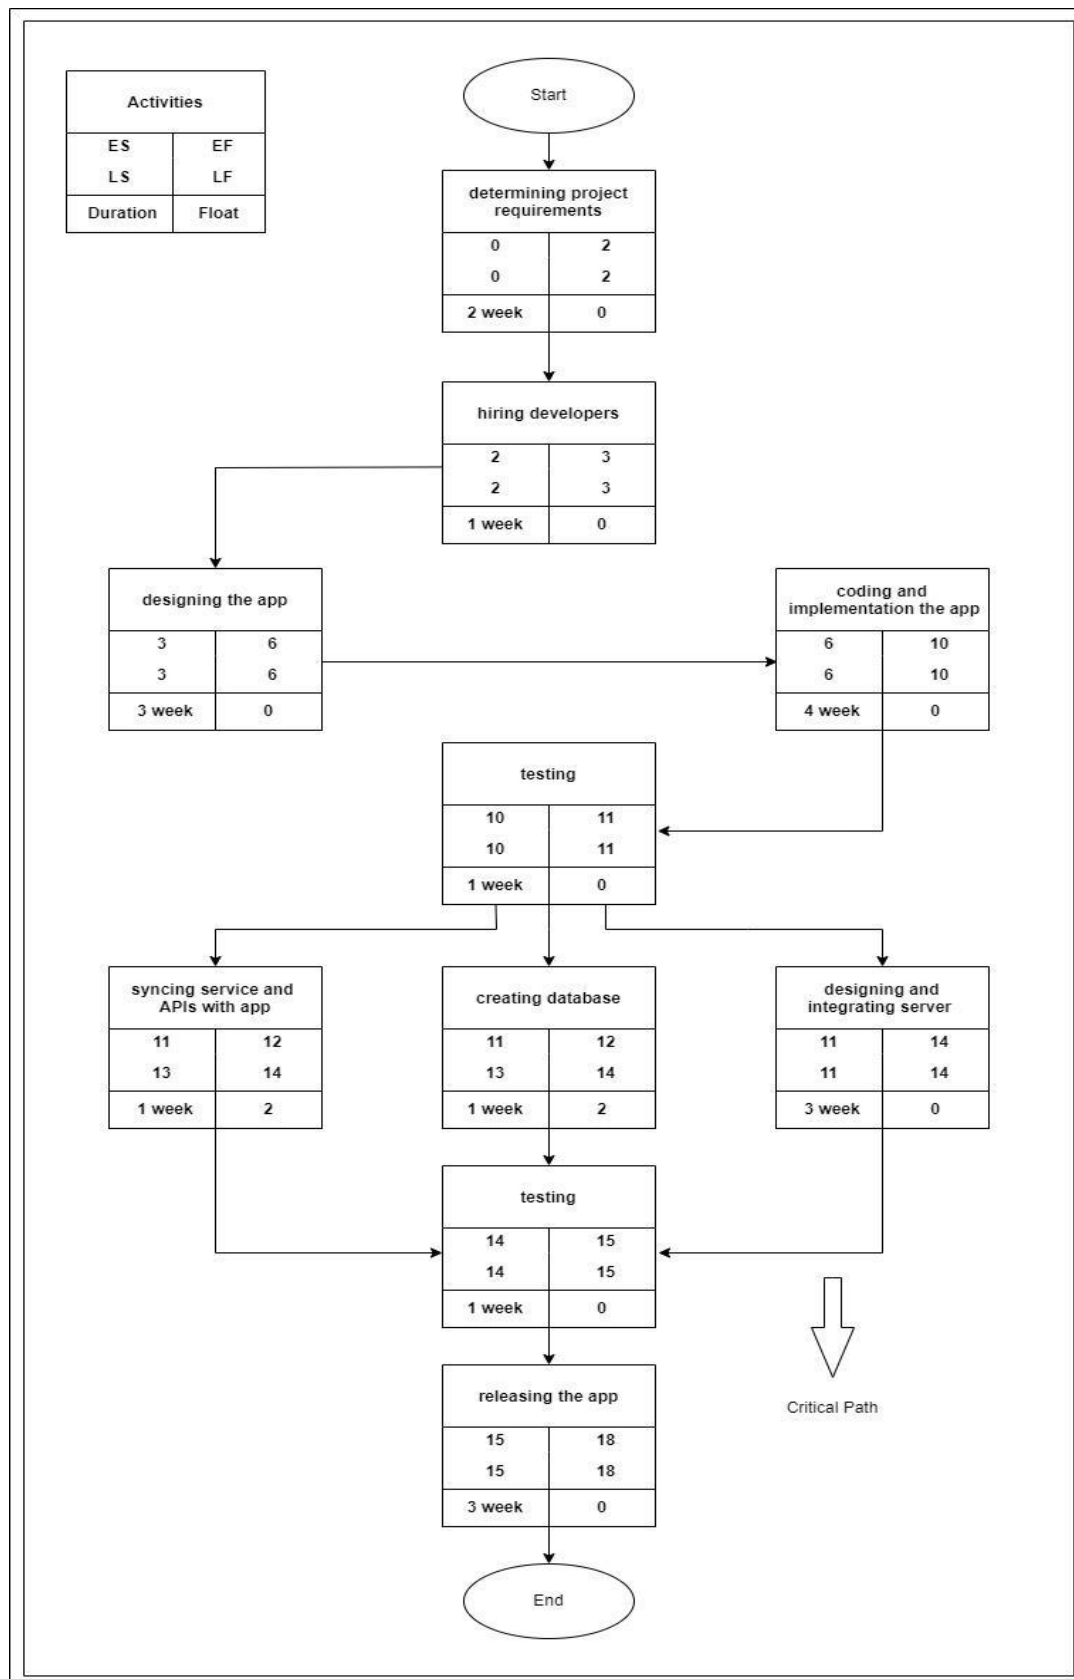 Start
Activities
ES EF
LS LF
Duration Float
determining project
requirements
0 2
0 2
2 week 0
hiring developers
2 3
2 3
1 week 0
designing the app
3 6
3 6
3 week 0
coding and
implementation the app
6 10
6 10
4 week 0
testing
10 11
10 11
1 week 0
syncing service and
APIs with app
11 12
13 14
1 week 2
creating database
11 12
13 14
1 week 2
designing and
integrating server
11 14
11 14
3 week 0
testing
14 15
14 15
1 week 0
Critical Path
releasing the app
15 18
15 18
3 week 0
End